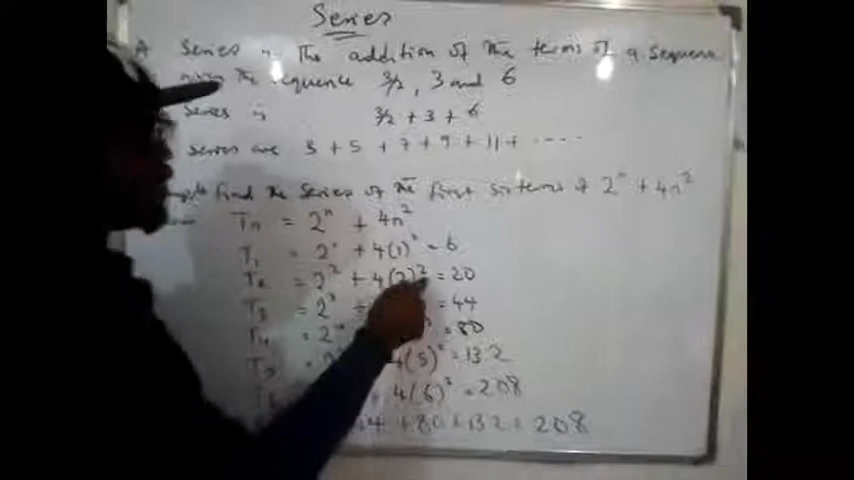 Series
A Series is The addition of The terms of a Sequen
given the sequence 3/2, 3 and 6
series is 3/2 + 3 + 6
series are 3 + 5 + 7 + 9 + 11 + ....
find the Series of The first six terms of 2ⁿ + 4n²
Tn = 2ⁿ + 4n²
T₁ = 2¹ + 4(1)² = 6
T₂ = 2² + 4(2)² = 20
T₃ = 2³ + = 44
T₄ = 2⁴ = 80
T₅ = 4(5)² = 132
4(6)² = 208
+ 80 + 132 + 208